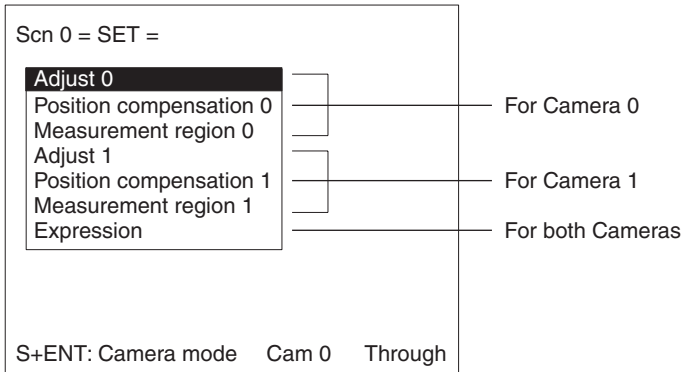 Scn 0 = SET =
Adjust 0
Position compensation 0
For Camera 0
Measurement region 0
Adjust 1
Position compensation 1
For Camera 1
Measurement region 1
Expression
For both Cameras
S+ENT: Camera mode Cam 0 Through